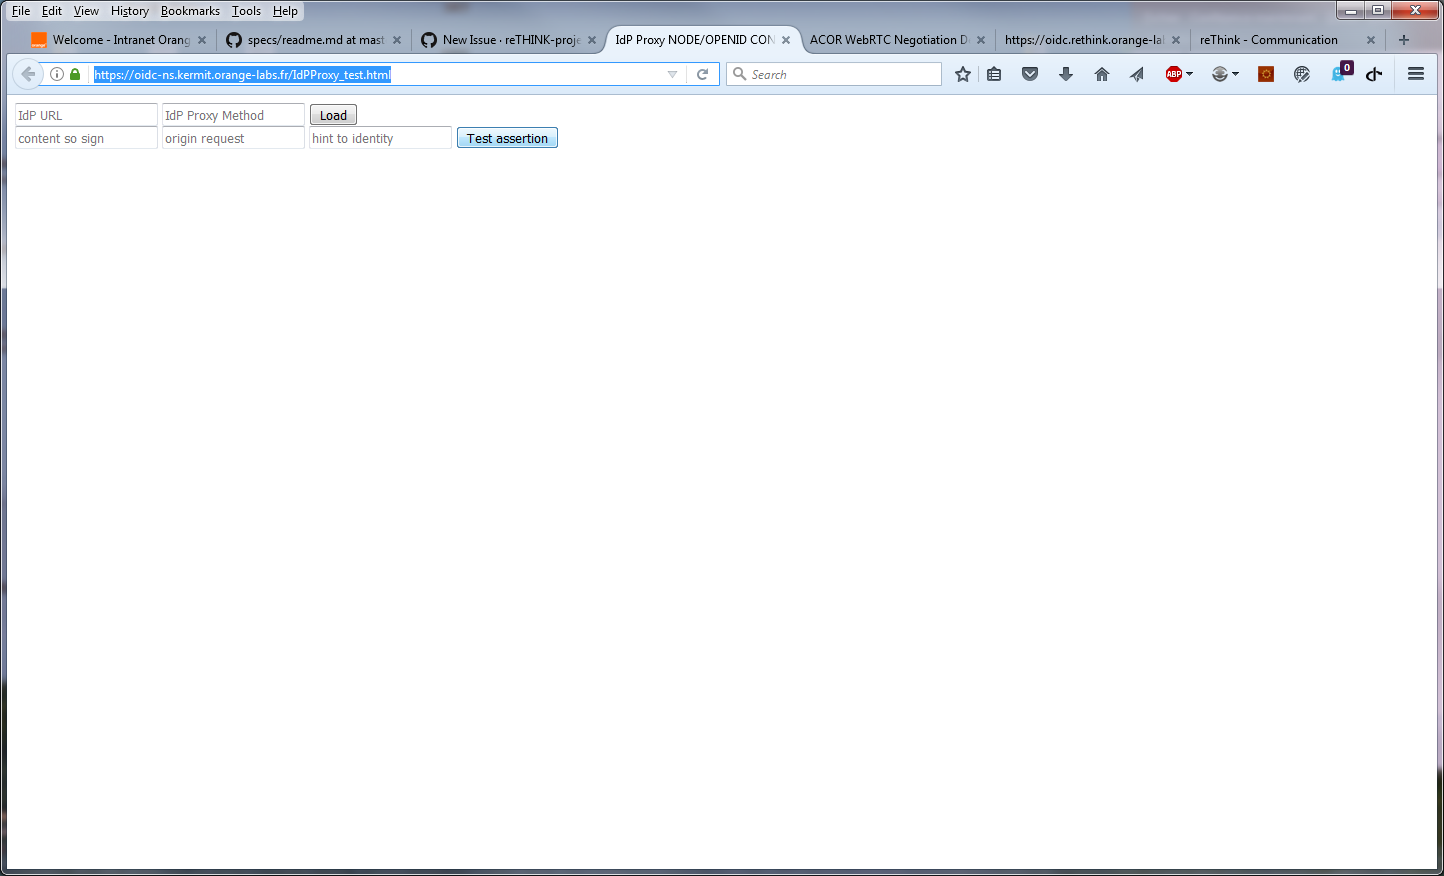 File Edit View History Bookmarks Tools Help
Welcome - Intranet Orang
specs/readme.md at mast
New Issue · reTHINK-proje
IdP Proxy NODE/OPENID CON
ACOR WebRTC Negotiation D
https://oidc.rethink.orange-lal
reThink - Communication
https://oidc-ns.kermit.orange-labs.fr/IdPProxy_test.html
Search
ABP
0
IdP URL IdP Proxy Method Load
content so sign origin request hint to identity Test assertion